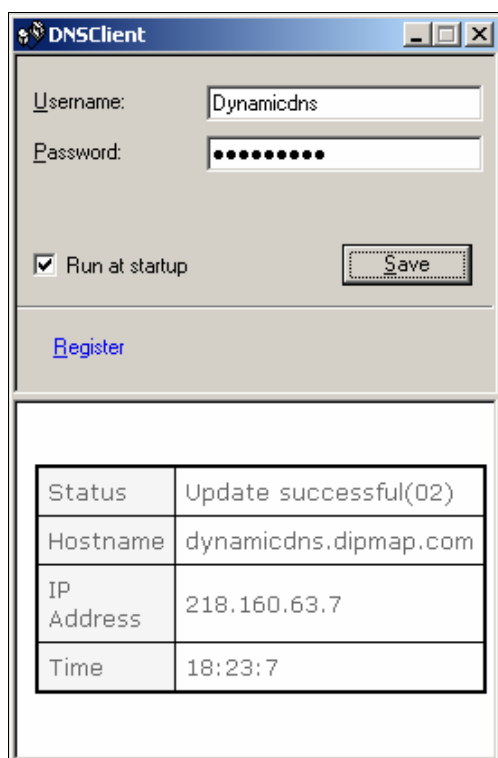 DNSClient
Username: Dynamicdns
Password: •••••••••
Run at startup Save
Register
Status Update successful(02)
Hostname dynamicdns.dipmap.com
IP
Address 218.160.63.7
Time 18:23:7